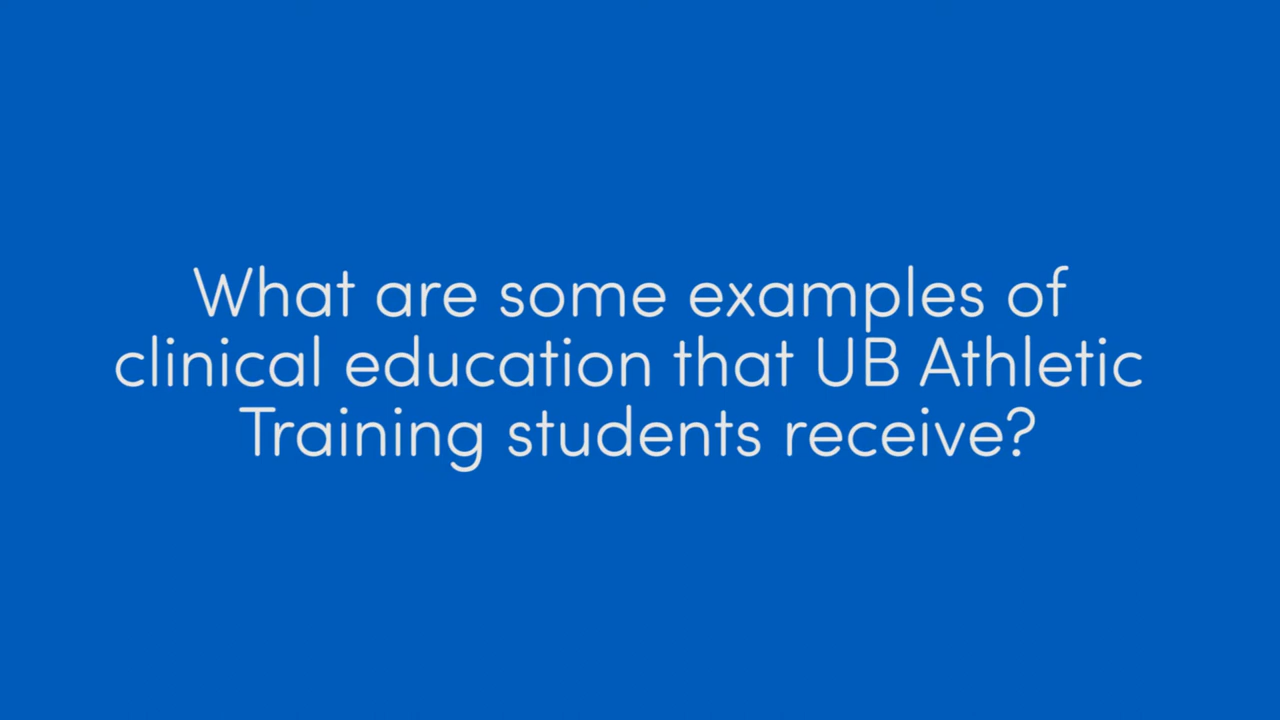 What are some examples of
clinical education that UB Athletic
Training students receive?